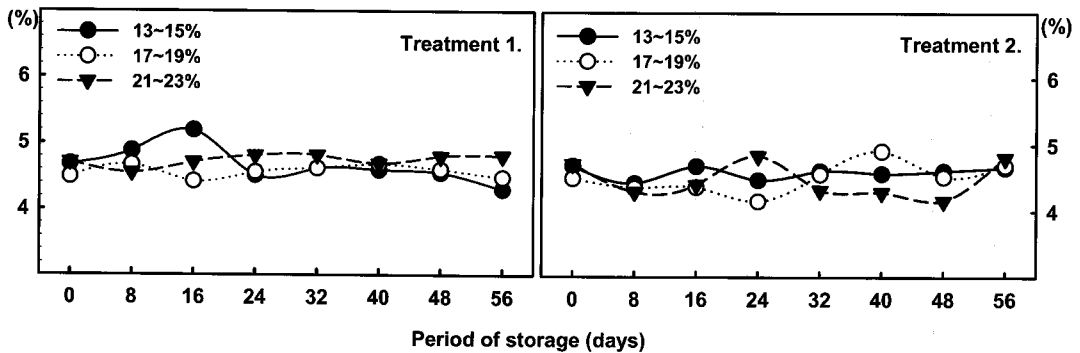 (%)
13~15%
17~19%
21~23%
Treatment 1.
6
5
4
0 8 16 24 32 40 48 56
(%)
13~15%
17~19%
21~23%
Treatment 2.
6
5
4
0 8 16 24 32 40 48 56
Period of storage (days)